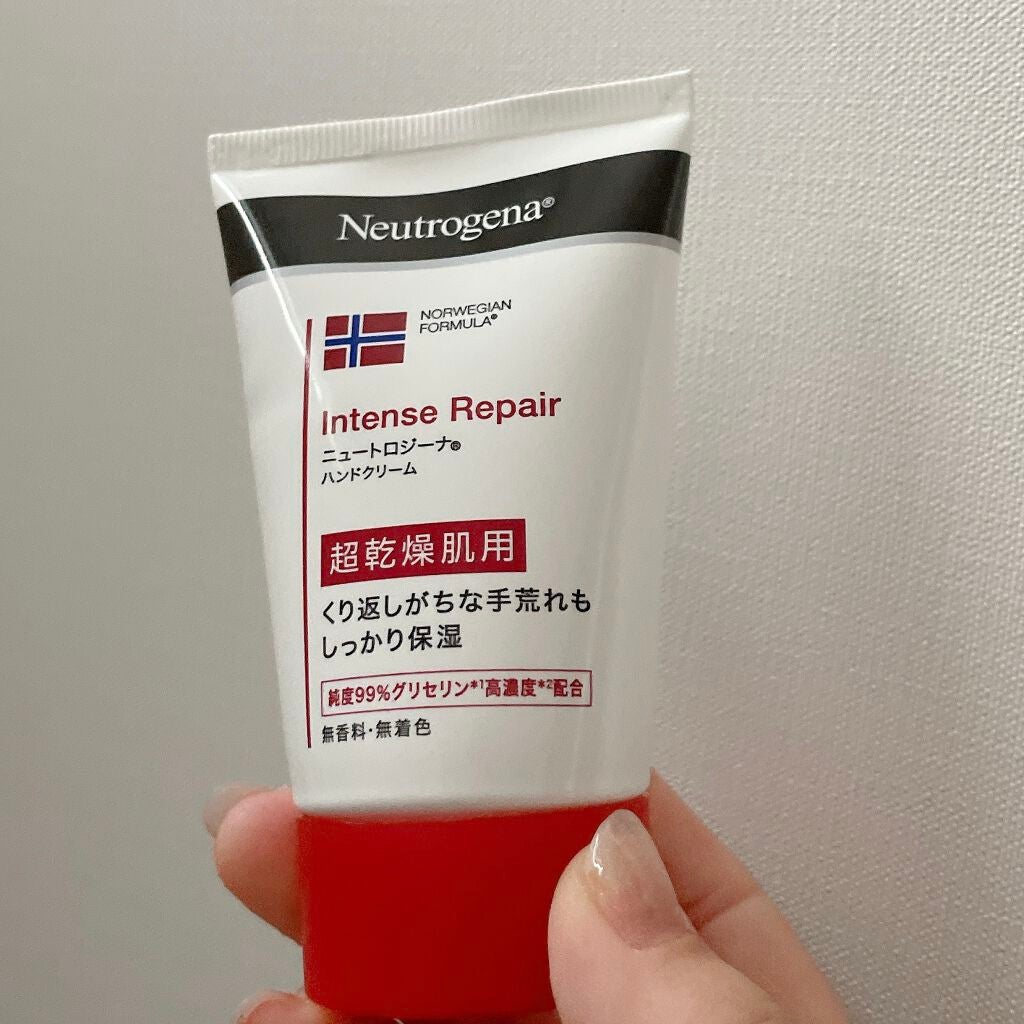 Neutrogena®
NORWEGIAN
FORMULA®
Intense Repair
ニュートロジーナ®
ハンドクリーム
超乾燥肌用
くり返しがちな手荒れも
しっかり保湿
純度99%グリセリン*1高濃度*2配合
無香料・無着色